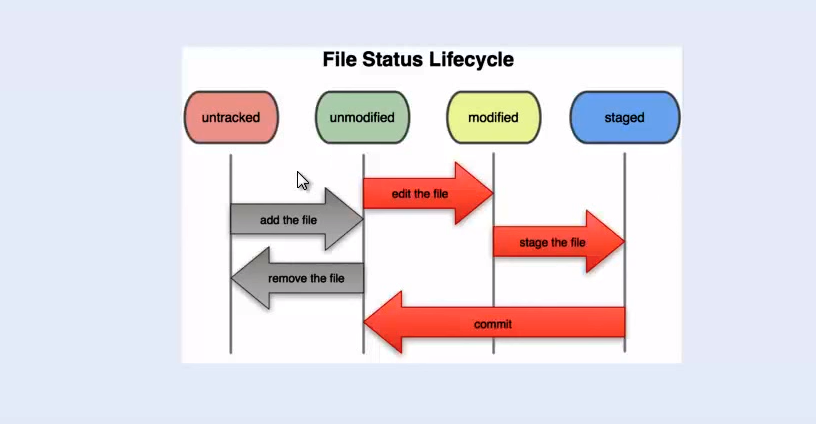 File Status Lifecycle
untracked
unmodified
modified
staged
edit the file
add the file
stage the file
remove the file
commit